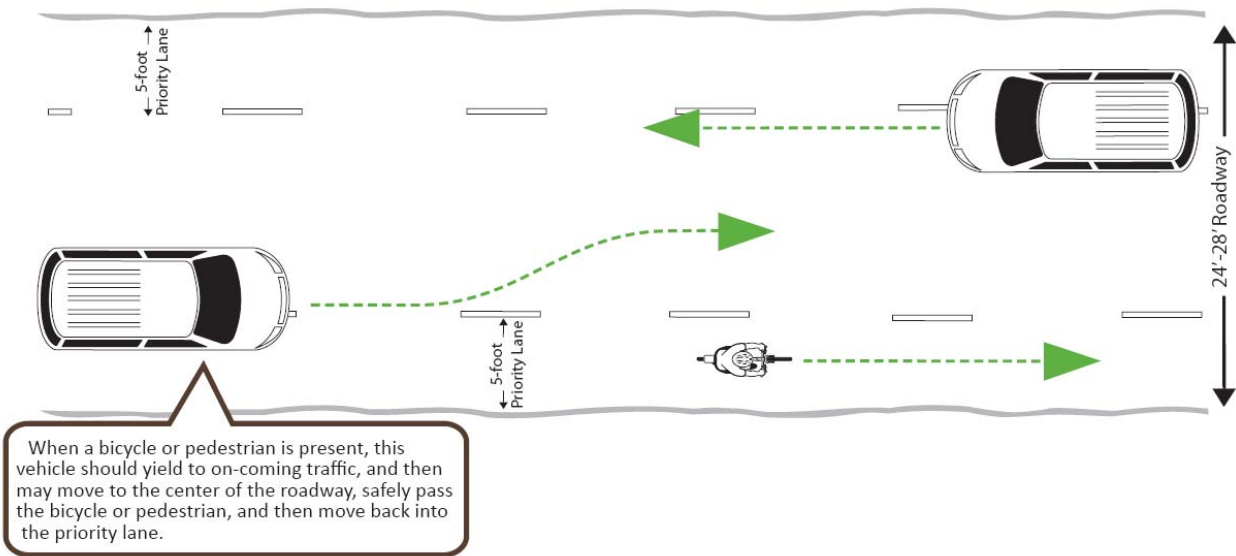 5-foot
Priority Lane
24'-28' Roadway
5-foot
Priority Lane
When a bicycle or pedestrian is present, this
vehicle should yield to on-coming traffic, and then
may move to the center of the roadway, safely pass
the bicycle or pedestrian, and then move back into
the priority lane.